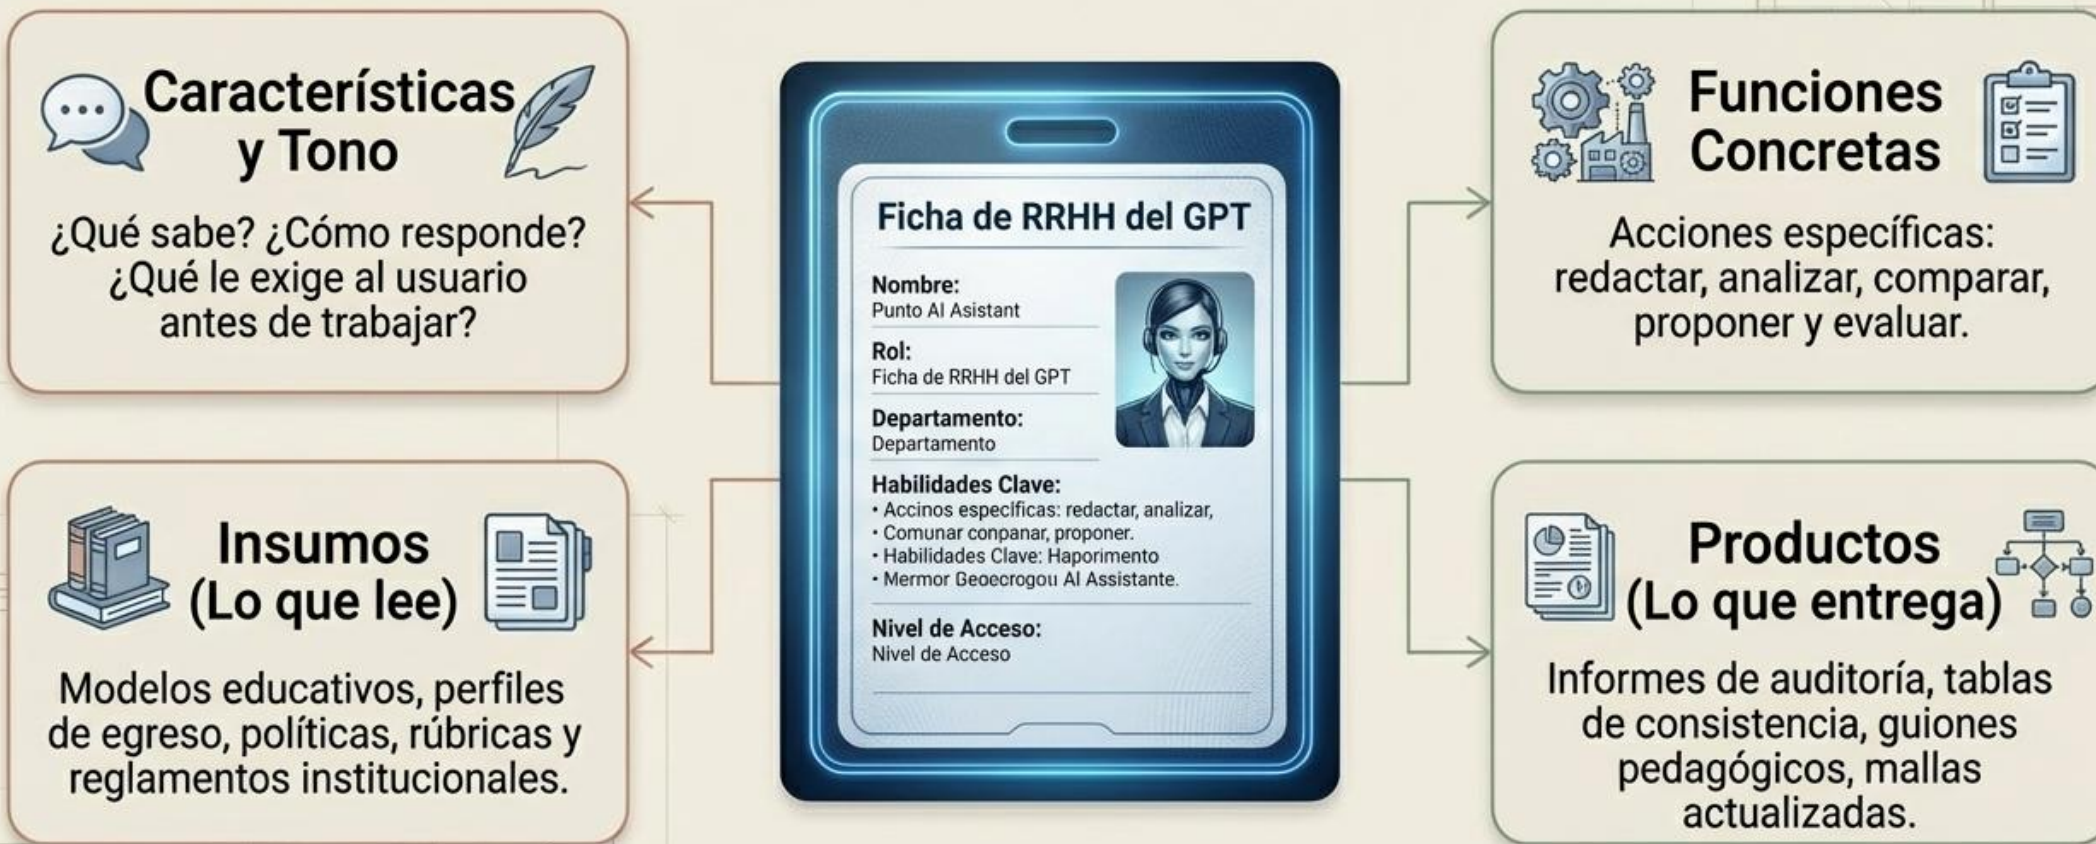 Características
y Tono
¿Qué sabe? ¿Cómo responde?
¿Qué le exige al usuario
antes de trabajar?
Insumos
(Lo que lee)
Modelos educativos, perfiles
de egreso, políticas, rúbricas y
reglamentos institucionales.
Ficha de RRHH del GPT
Nombre:
Punto AI Asistant
Rol:
Ficha de RRHH del GPT
Departamento:
Departamento
Habilidades Clave:
• Accinos específicas: redactar, analizar,
• Comunar conpanar, proponer.
• Habilidades Clave: Haporimento
• Mermor Geoecrogou AI Assistante.
Nivel de Acceso:
Nivel de Acceso
Funciones
Concretas
Acciones específicas:
redactar, analizar, comparar,
proponer y evaluar.
Productos
(Lo que entrega)
Informes de auditoría, tablas
de consistencia, guiones
pedagógicos, mallas
actualizadas.